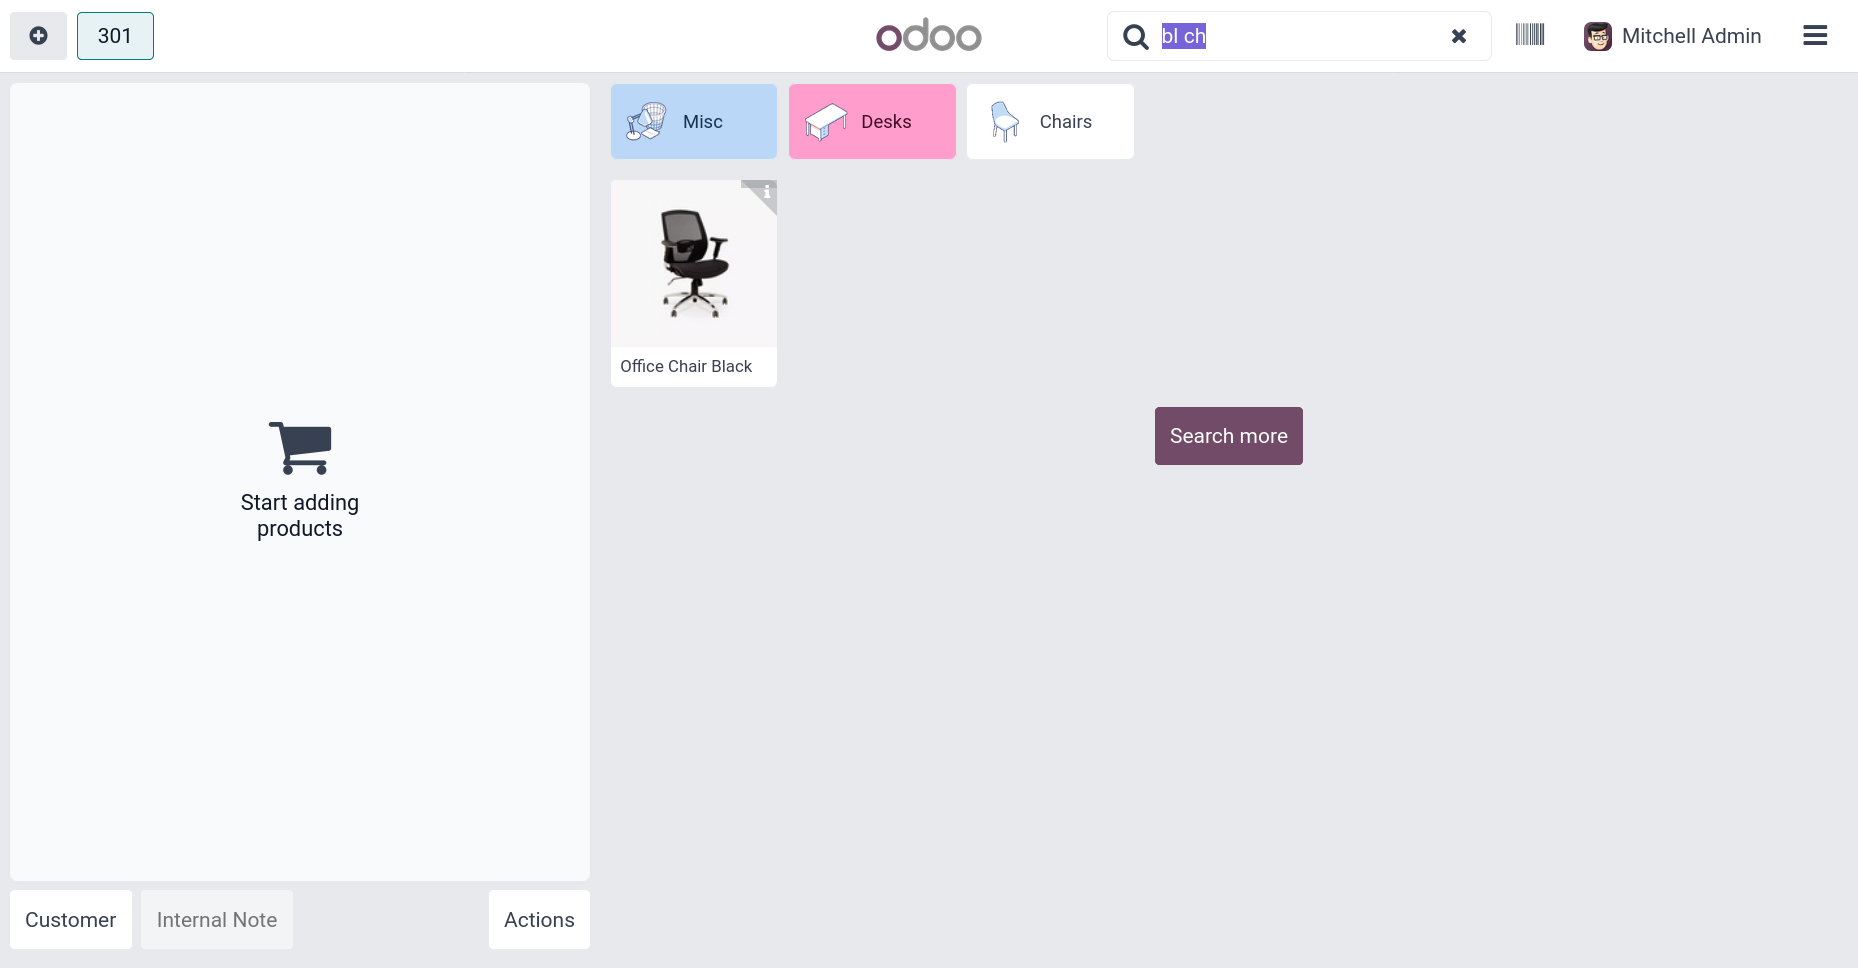 301
odoo
bl ch
Mitchell Admin
Misc
Desks
Chairs
i
Office Chair Black
Search more
Start adding
products
Customer
Internal Note
Actions